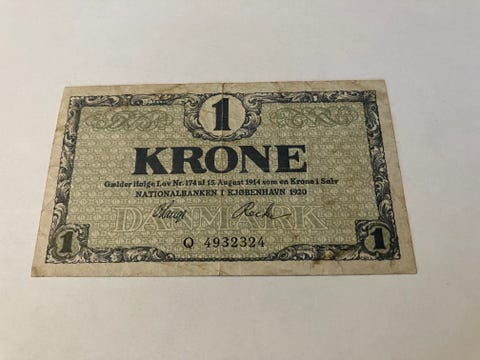 1
KRONE
Gælder ifølge Lov Nr. 174 af 15. August 1914 som en Krone i Sølv
NATIONALBANKEN I KJØBENHAVN 1920
DANMARK
1 Q 4932324 1